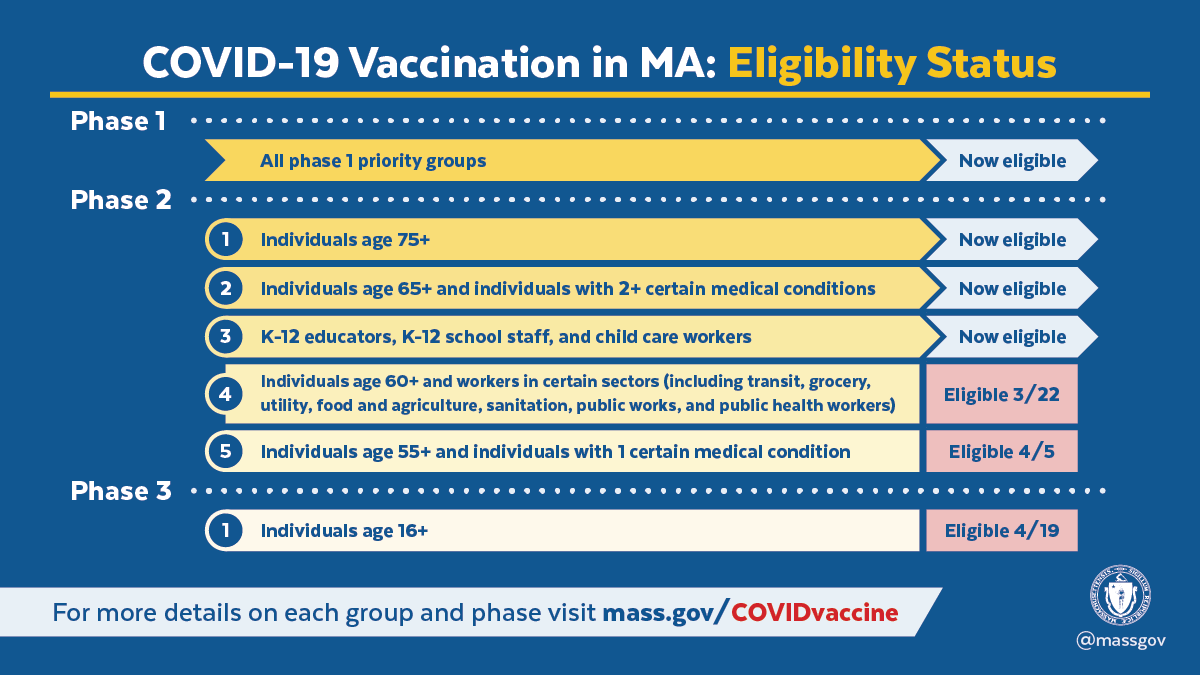 COVID-19 Vaccination in MA: Eligibility Status
Phase 1
All phase 1 priority groups
Now eligible
Phase 2
1
Individuals age 75+
Now eligible
2
Individuals age 65+ and individuals with 2+ certain medical conditions
Now eligible
3
K-12 educators, K-12 school staff, and child care workers
Now eligible
4
Individuals age 60+ and workers in certain sectors (including transit, grocery,
utility, food and agriculture, sanitation, public works, and public health workers)
Eligible 3/22
5
Individuals age 55+ and individuals with 1 certain medical condition
Eligible 4/5
Phase 3
1
Individuals age 16+
Eligible 4/19
For more details on each group and phase visit mass.gov/COVIDvaccine
@massgov